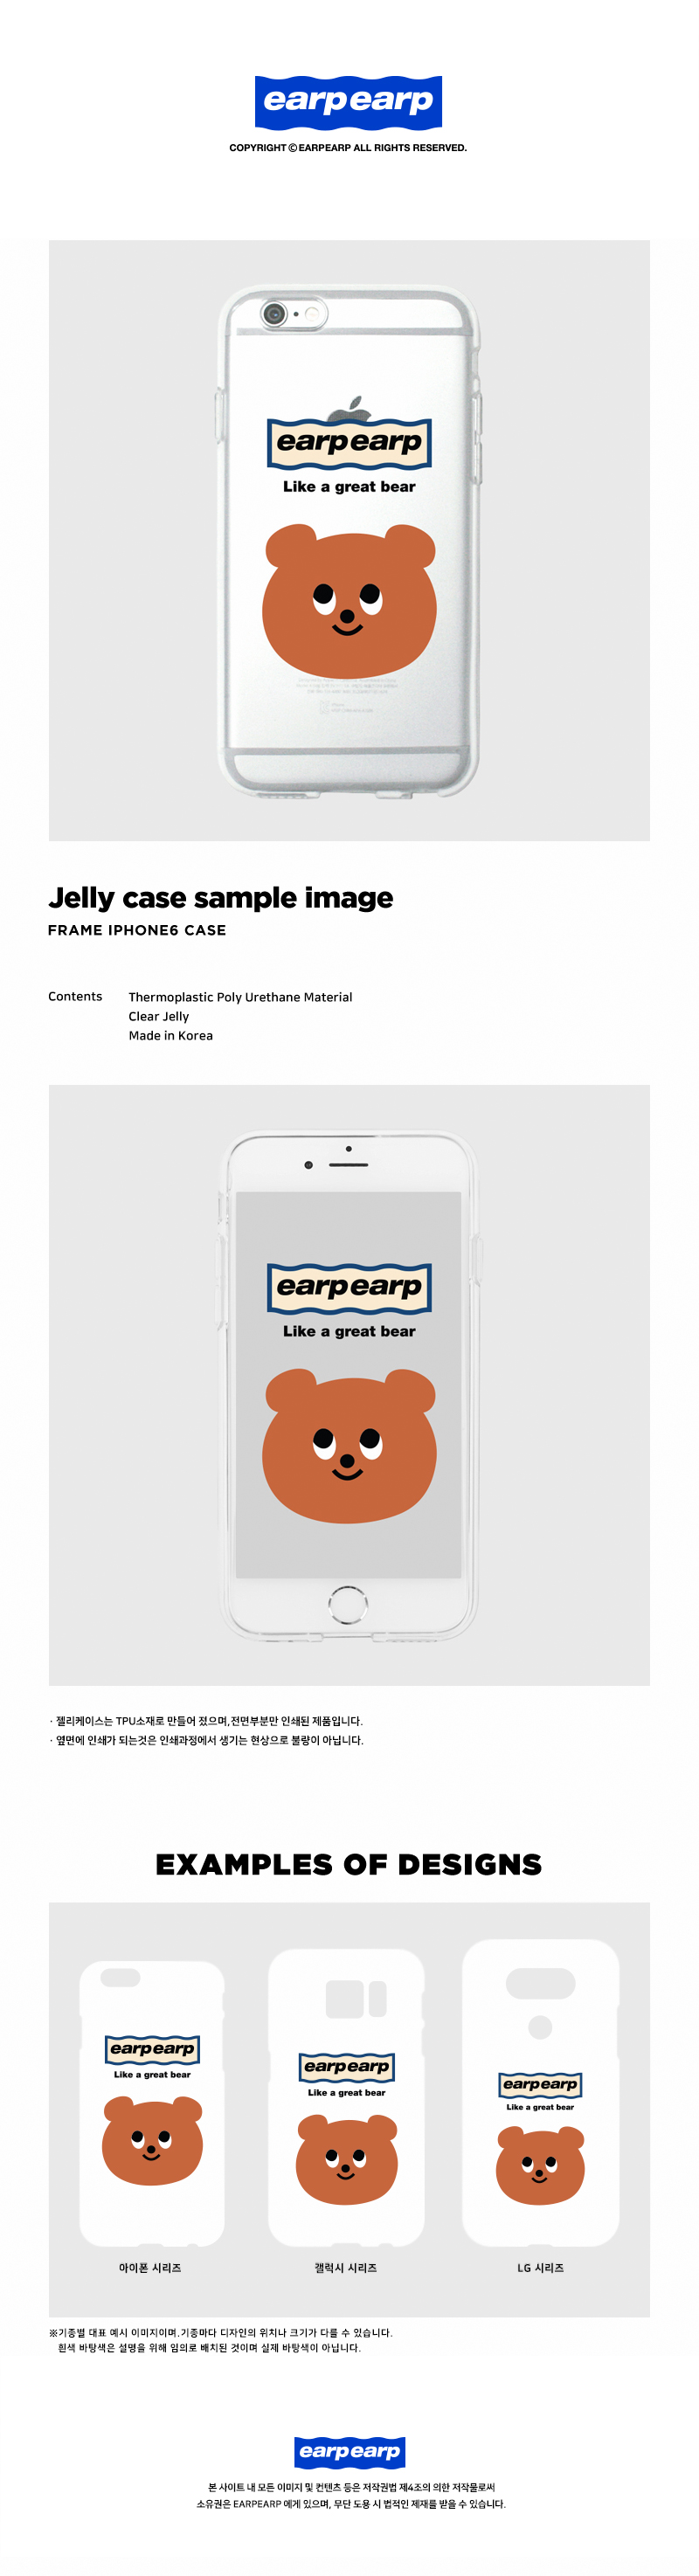 earpearp
COPYRIGHT © EARPEARP ALL RIGHTS RESERVED.
earpearp
Like a great bear
Jelly case sample image
FRAME IPHONE6 CASE
Contents Thermoplastic Poly Urethane Material
Clear Jelly
Made in Korea
earpearp
Like a great bear
· 젤리케이스는 TPU소재로 만들어 졌으며,전면부분만 인쇄된 제품입니다.
· 옆면에 인쇄가 되는것은 인쇄과정에서 생기는 현상으로 불량이 아닙니다.
EXAMPLES OF DESIGNS
earpearp
Like a great bear
earpearp
Like a great bear
earpearp
Like a great bear
아이폰 시리즈 갤럭시 시리즈 LG 시리즈
※기종별 대표 예시 이미지이며,기종마다 디자인의 위치나 크기가 다를 수 있습니다.
흰색 바탕색은 설명을 위해 임의로 배치된 것이며 실제 바탕색이 아닙니다.
earpearp
본 사이트 내 모든 이미지 및 컨텐츠 등은 저작권법 제4조의 의한 저작물로써
소유권은 EARPEARP 에게 있으며, 무단 도용 시 법적인 제재를 받을 수 있습니다.